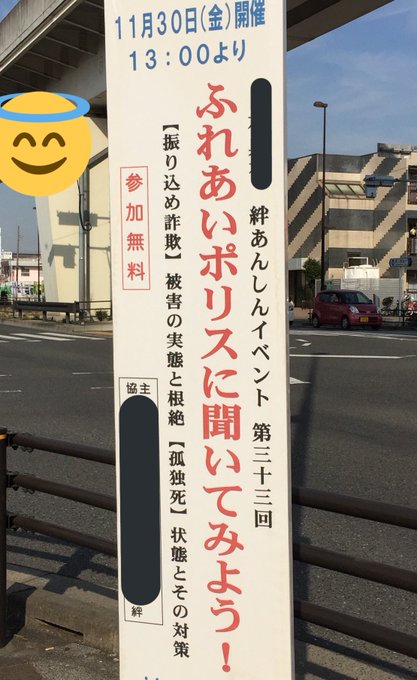 11月30日(金)開催
13:00より
絆あんしんイベント 第三十三回
ふれあいポリスに聞いてみよう!
【振り込め詐欺】被害の実態と根絶【孤独死】状態とその対策
参加無料
協主
絆